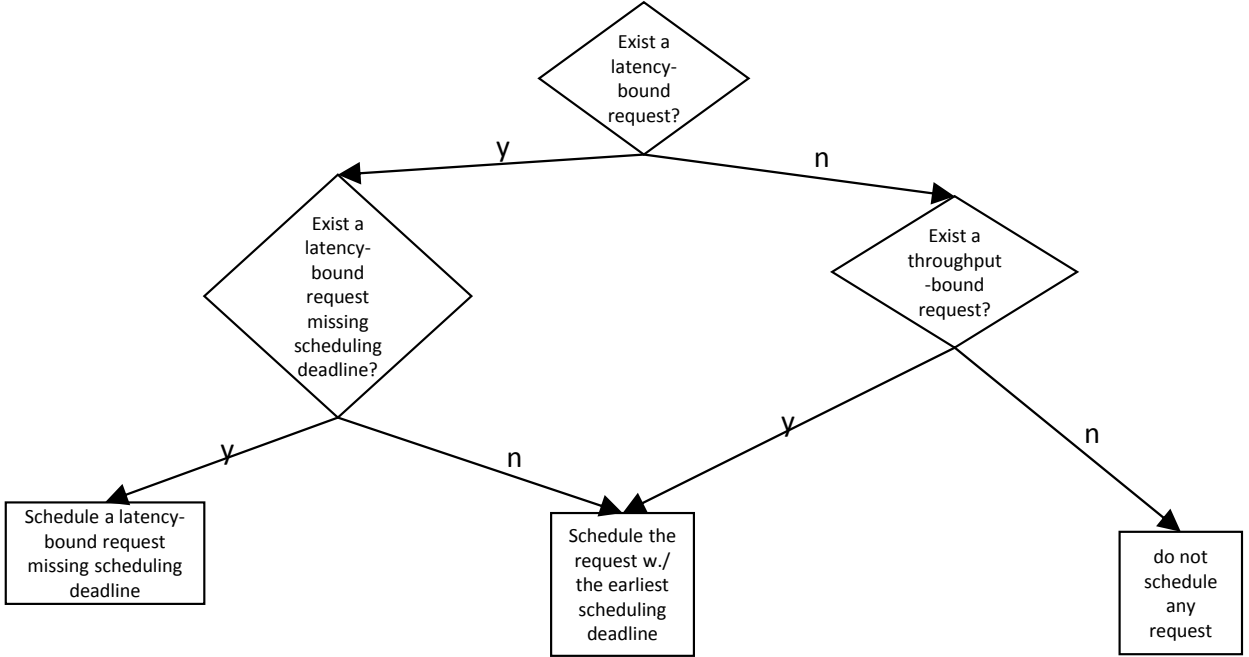 Exist a
latency-
bound
request?
y
n
Exist a
latency-
bound
request
missing
scheduling
deadline?
Exist a
throughput
-bound
request?
y
n
y
n
Schedule a latency-
bound request
missing scheduling
deadline
Schedule the
request w./
the earliest
scheduling
deadline
do not
schedule
any
request